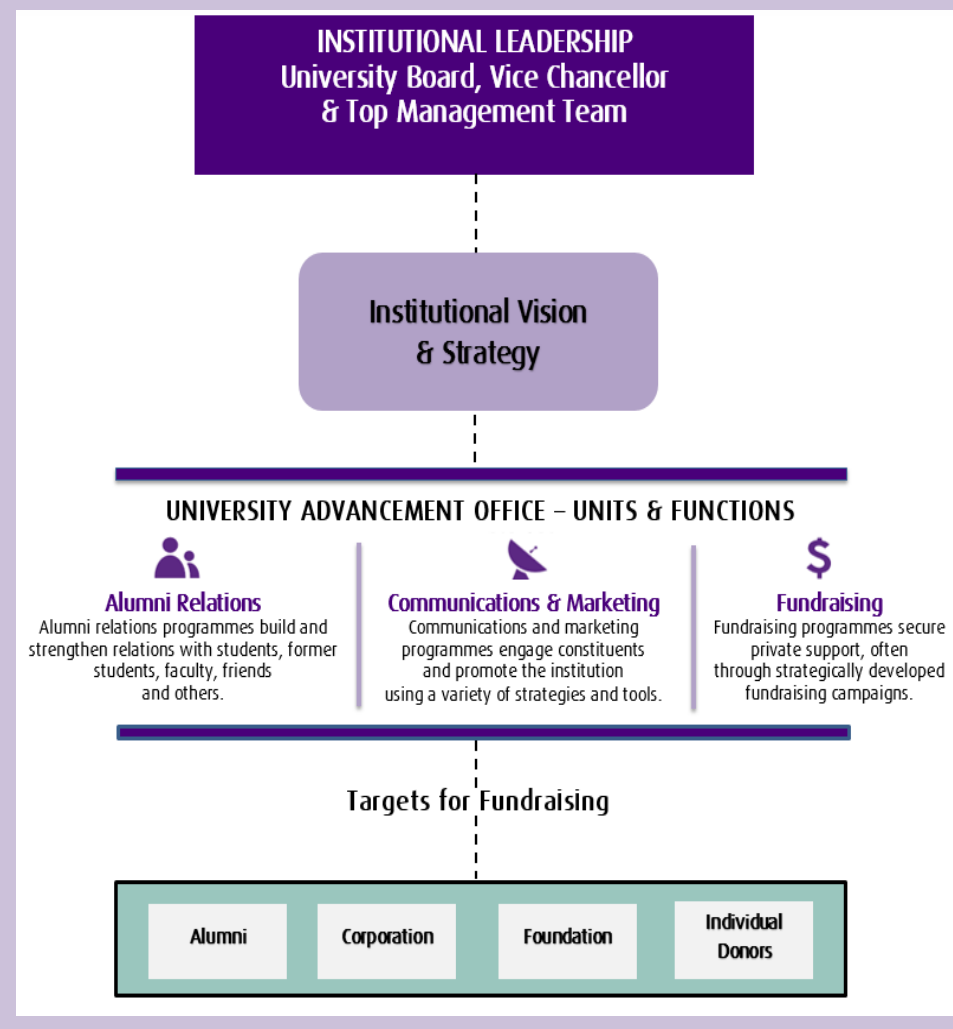 INSTITUTIONAL LEADERSHIP
University Board, Vice Chancellor
& Top Management Team
Institutional Vision
& Strategy
UNIVERSITY ADVANCEMENT OFFICE – UNITS & FUNCTIONS
Alumni Relations
Alumni relations programmes build and
strengthen relations with students, former
students, faculty, friends
and others.
Communications & Marketing
Communications and marketing
programmes engage constituents
and promote the institution
using a variety of strategies and tools.
$
Fundraising
Fundraising programmes secure
private support, often
through strategically developed
fundraising campaigns.
Targets for Fundraising
Alumni
Corporation
Foundation
Individual
Donors